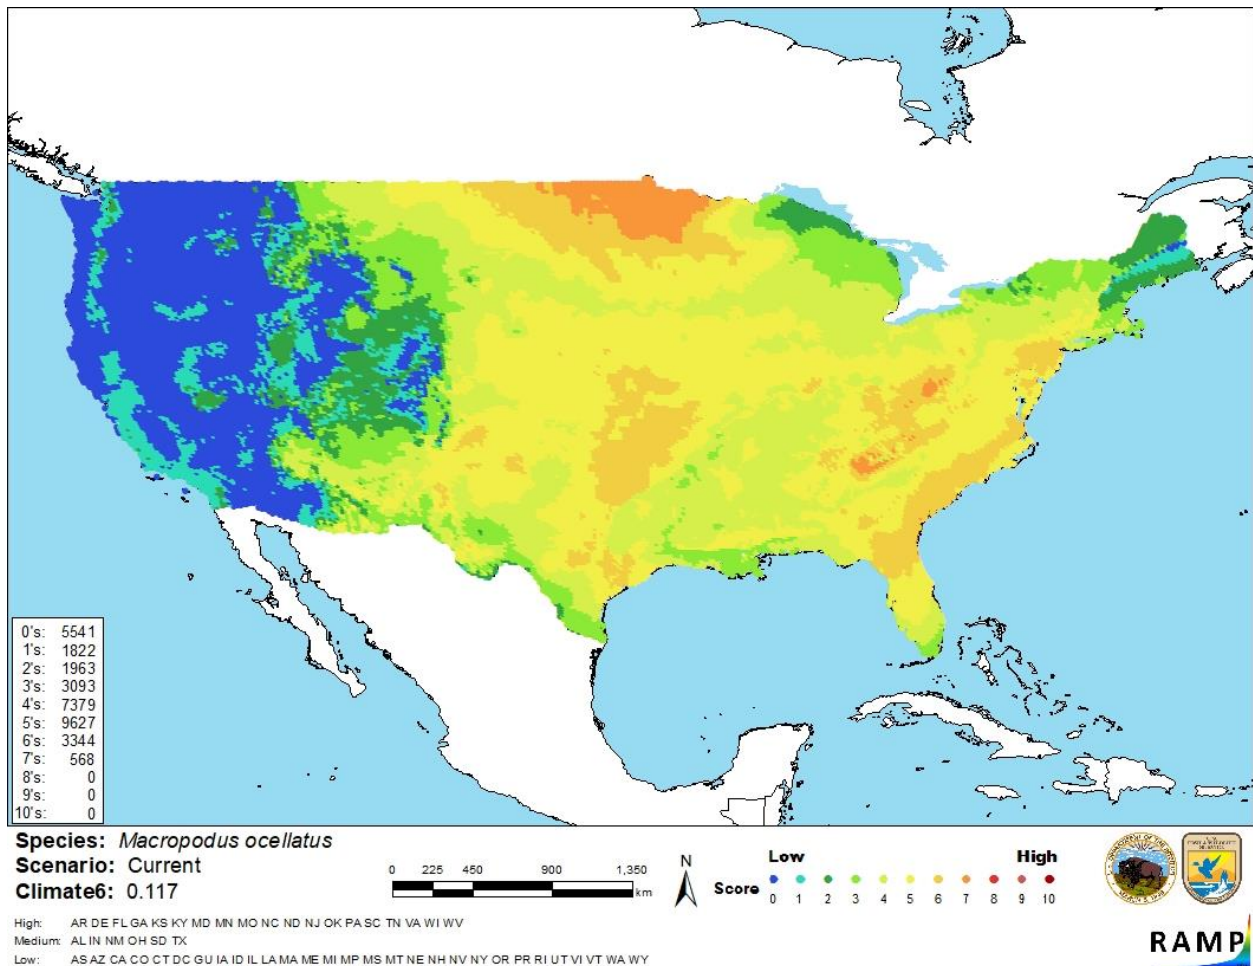 0's: 5541
1's: 1822
2's: 1963
3's: 3093
4's: 7379
5's: 9627
6's: 3344
7's: 568
8's: 0
9's: 0
10's: 0
Species: Macropodus ocellatus
Scenario: Current
Climate6: 0.117
0 225 450 900 1,350
km
N
Low High
Score
0 1 2 3 4 5 6 7 8 9 10
High: AR DE FL GA KS KY MD MN MO NC ND NJ OK PA SC TN VA WI WV
Medium: AL IN NM OH SD TX
Low: AS AZ CA CO CT DC GU IA ID IL LA MA ME MI MP MS MT NE NH NV NY OR PR RI UT VI VT WA WY
RAMP